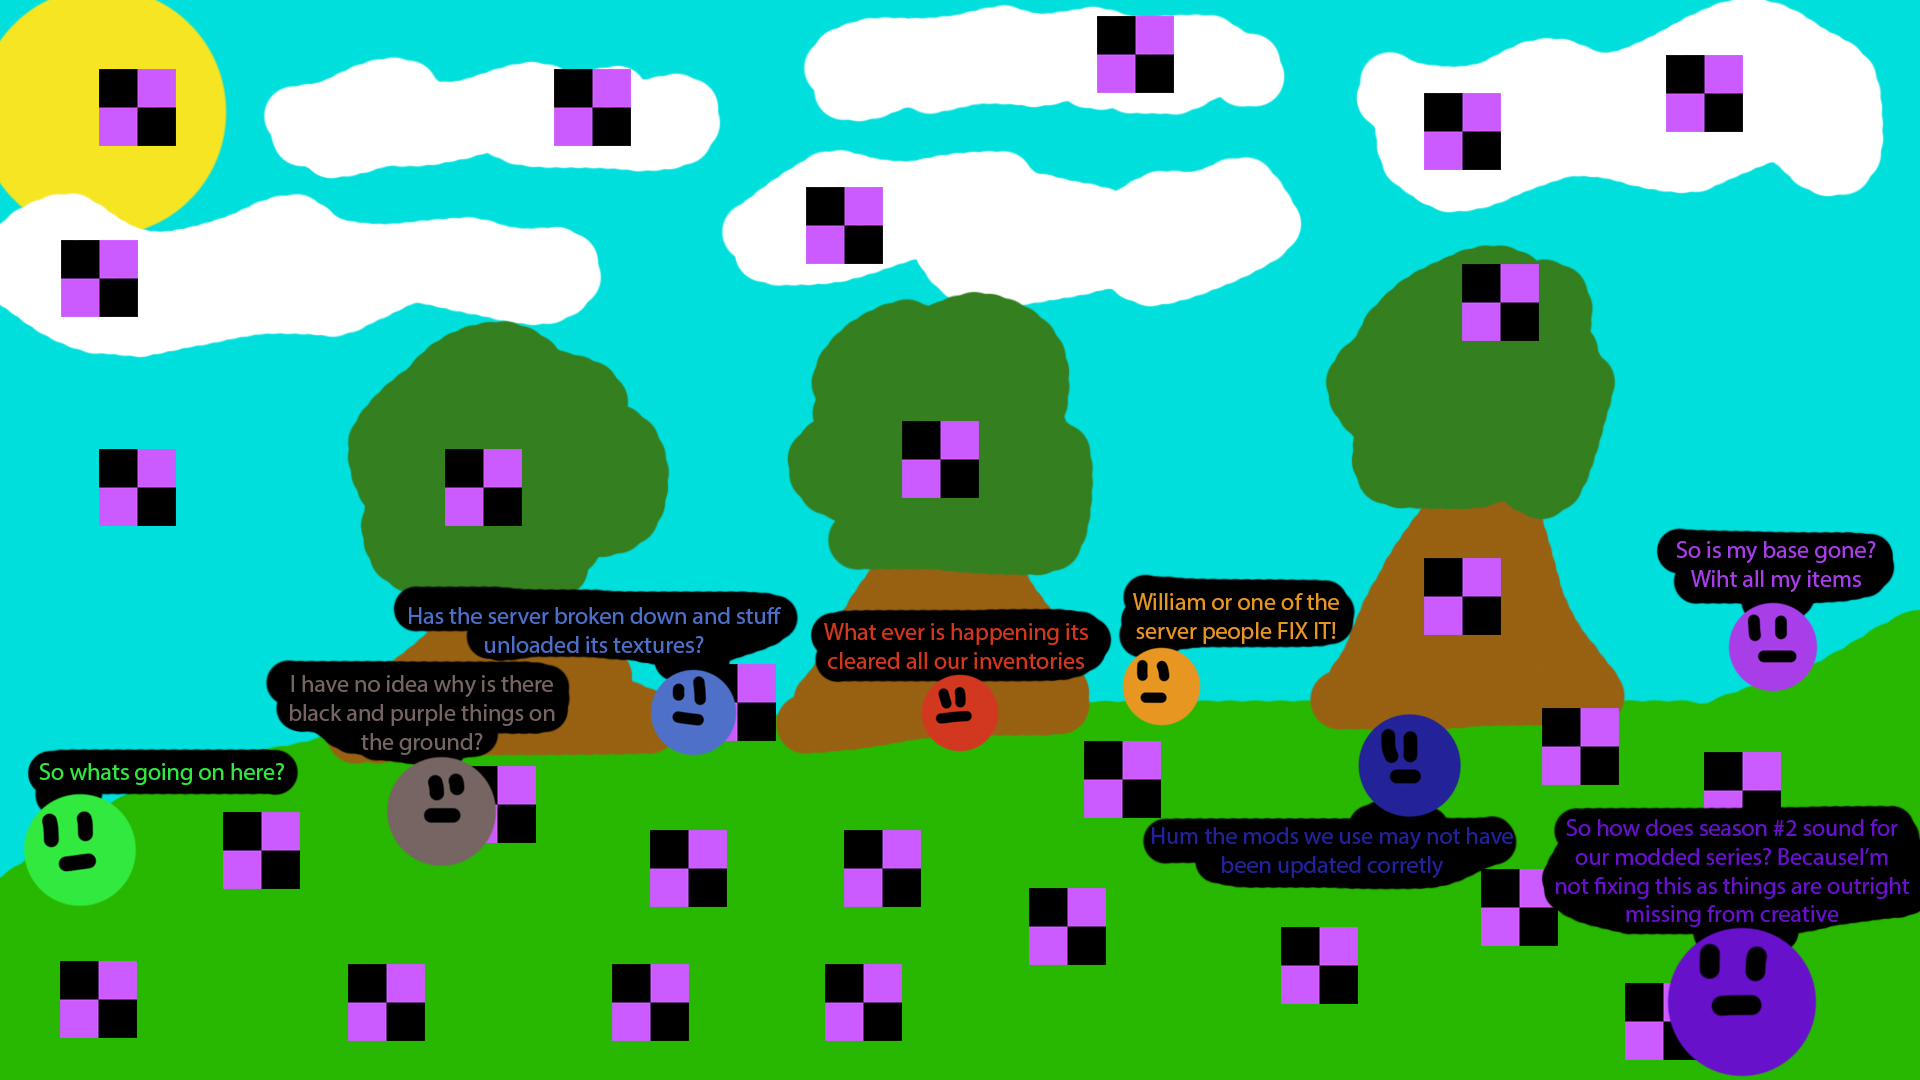 So whats going on here?
I have no idea why is there
black and purple things on
the ground?
Has the server broken down and stuff
unloaded its textures?
What ever is happening its
cleared all our inventories
William or one of the
server people FIX IT!
Hum the mods we use may not have
been updated corretly
So is my base gone?
Wiht all my items
So how does season #2 sound for
our modded series? BecauseI'm
not fixing this as things are outright
missing from creative